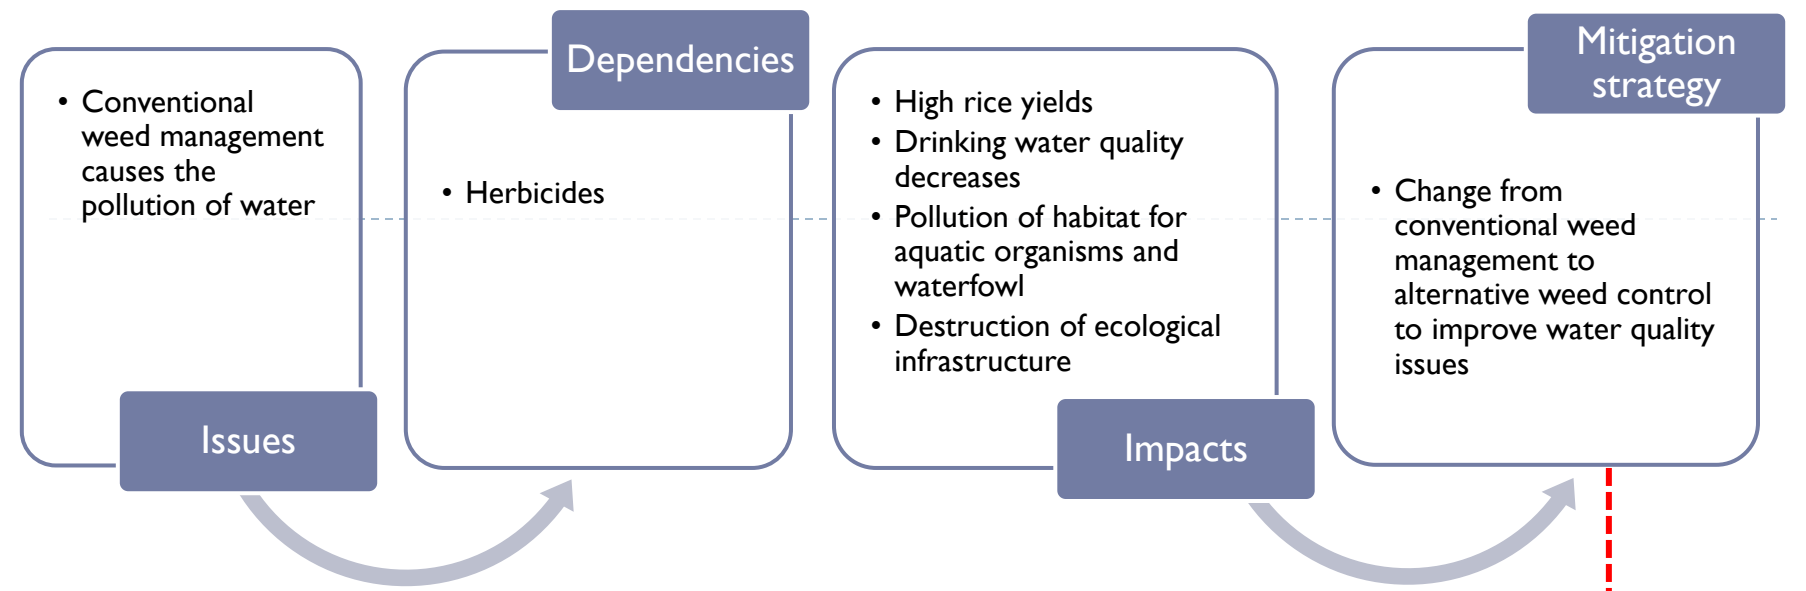 • Conventional
weed management
causes the
pollution of water
Issues
Dependencies
• Herbicides
• High rice yields
• Drinking water quality
decreases
• Pollution of habitat for
aquatic organisms and
waterfowl
• Destruction of ecological
infrastructure
Impacts
Mitigation
strategy
• Change from
conventional weed
management to
alternative weed control
to improve water quality
issues